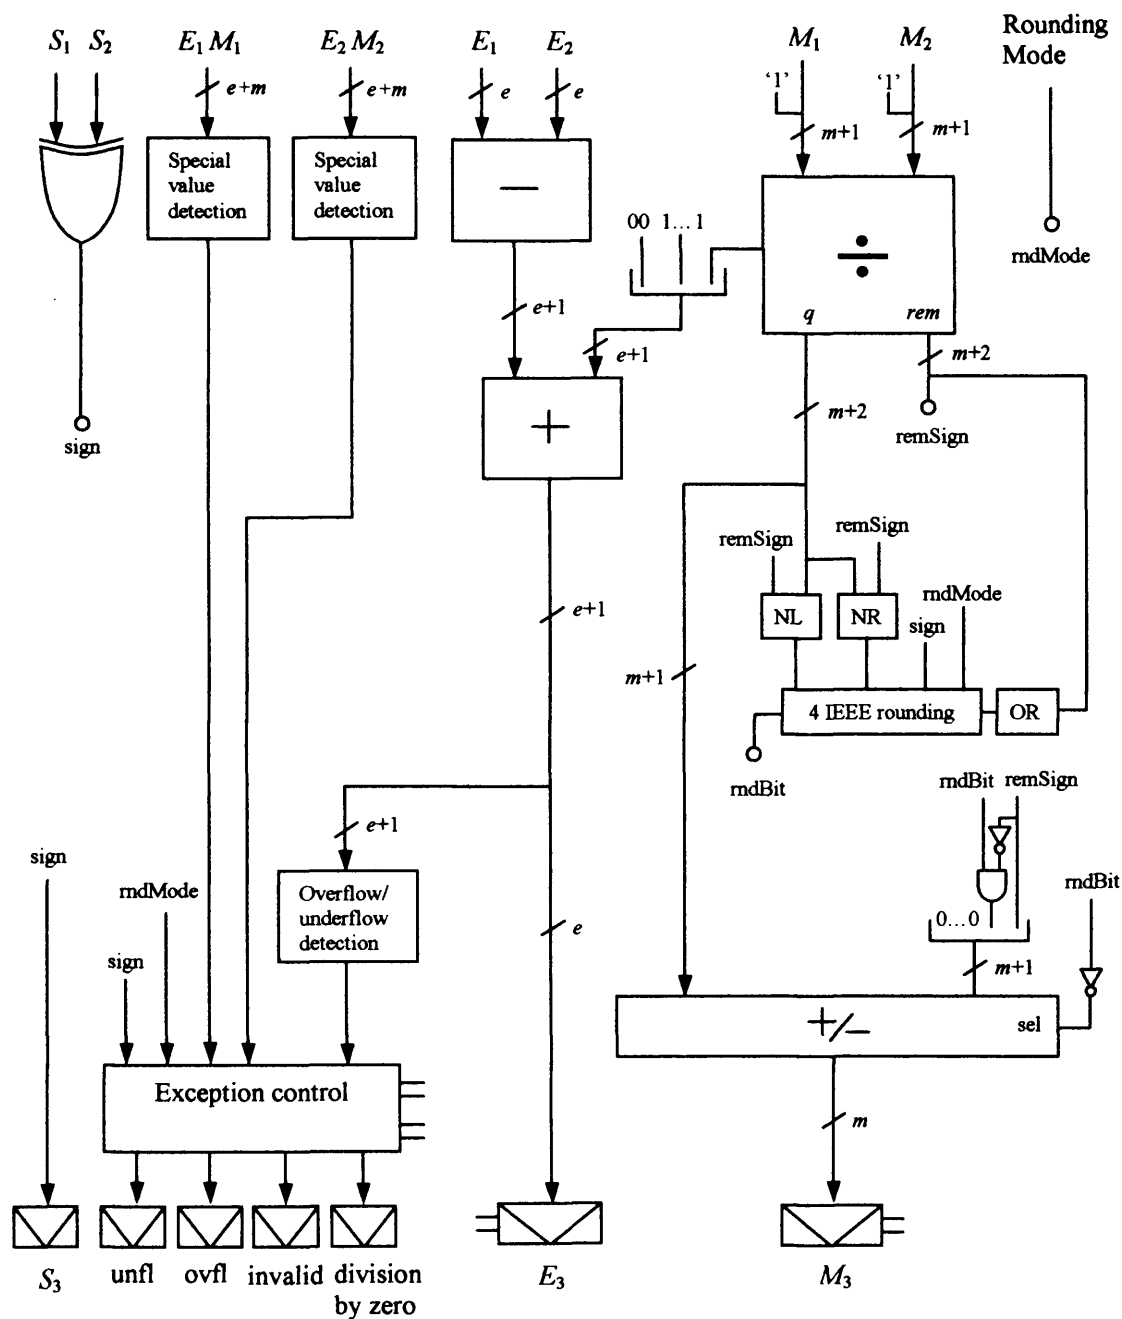 S1 S2
E1 M1
E2 M2
E1
E2
M1
M2
Rounding
Mode
e+m
e+m
e
e
'1'
'1'
m+1
m+1
Special
value
detection
Special
value
detection
−
÷
q
rem
rndMode
00 1...1
e+1
e+1
+
m+2
m+2
remSign
sign
remSign
remSign
NL
NR
rndMode
sign
4 IEEE rounding
OR
rndBit
e+1
m+1
e+1
Overflow/
underflow
detection
e
rndBit remSign
rndBit
0...0
m+1
sign
rndMode
sign
+/−
sel
Exception control
m
S3
unfl
ovfl
invalid
division
by zero
E3
M3